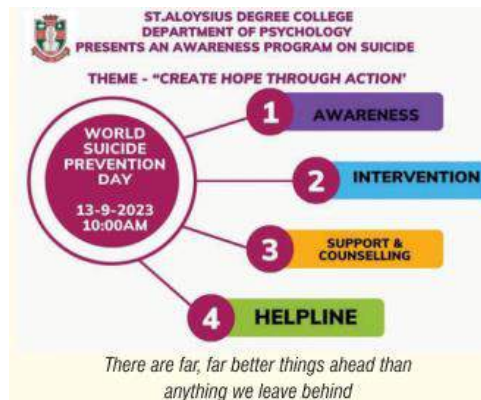 ST.ALOYSIUS DEGREE COLLEGE
DEPARTMENT OF PSYCHOLOGY
PRESENTS AN AWARENESS PROGRAM ON SUICIDE
THEME - “CREATE HOPE THROUGH ACTION'
WORLD
SUICIDE
PREVENTION
DAY
13-9-2023
10:00AM
1 AWARENESS
2 INTERVENTION
3 SUPPORT &
COUNSELLING
4 HELPLINE
There are far, far better things ahead than
anything we leave behind